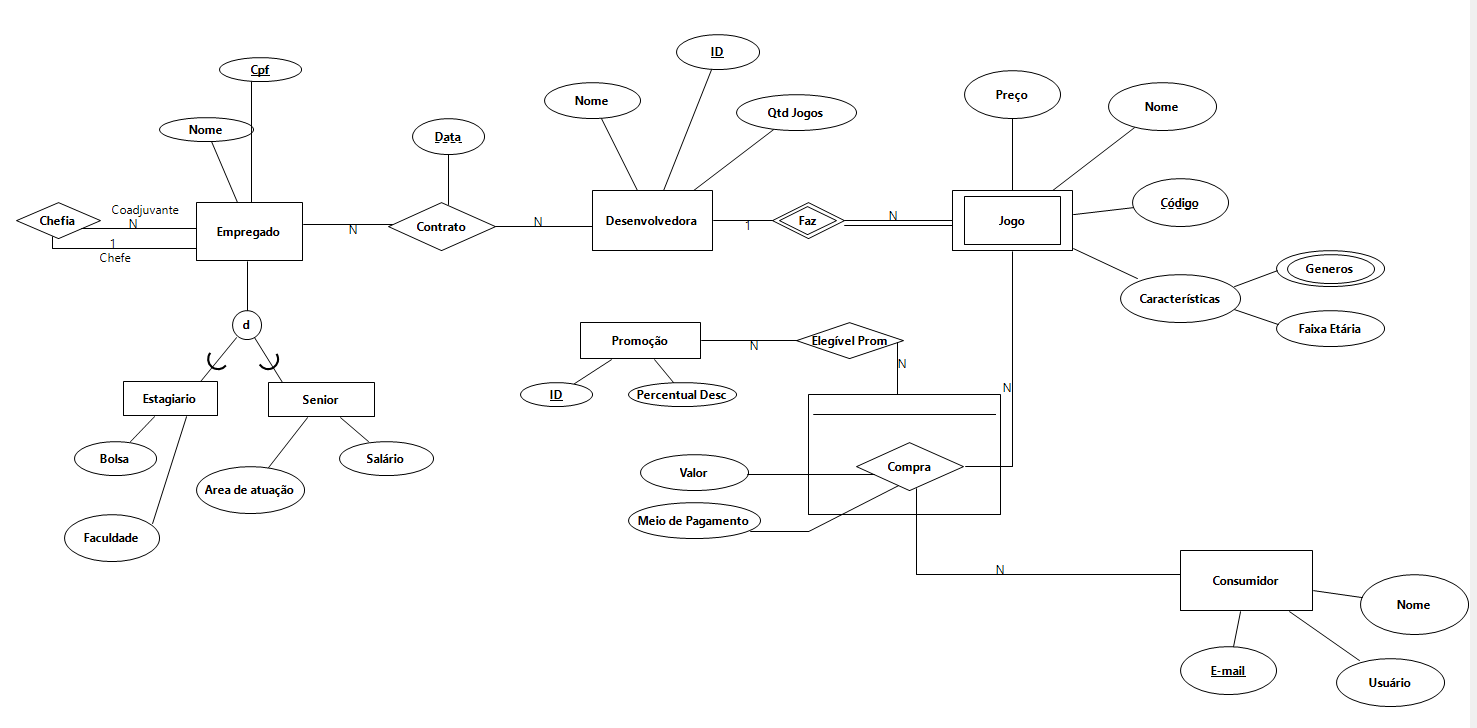 ID
Cpf
Preço
Nome
Nome
Qtd Jogos
Nome
Data
Código
Coadjuvante
Chefia
N
Empregado
N
Contrato
N
Desenvolvedora
1
Faz
N
Jogo
1
Chefe
Generos
Características
Faixa Etária
d
Promoção
N
Elegível Prom
N
ID
Percentual Desc
N
Estagiario
Senior
Bolsa
Salário
Area de atuação
Valor
Compra
Meio de Pagamento
Faculdade
N
Consumidor
Nome
E-mail
Usuário